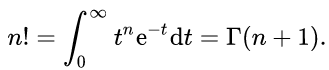 n! = ∫₀^∞ tⁿ e⁻ᵗ dt = Γ(n + 1).